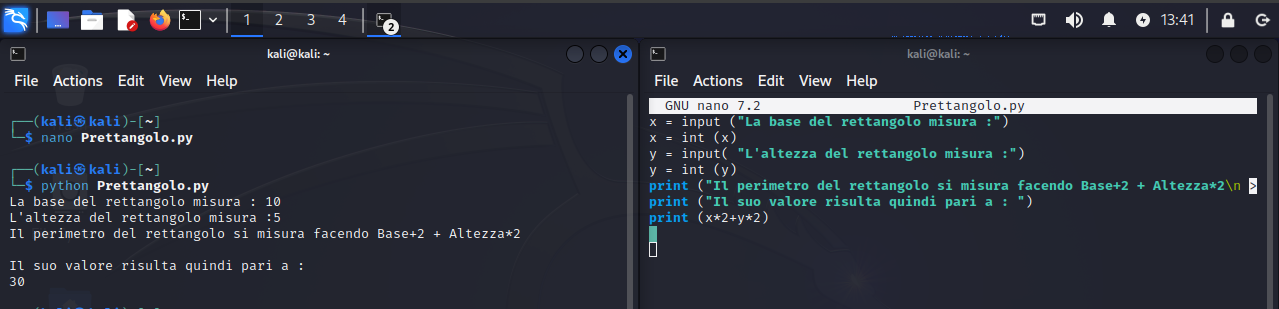 1 2 3 4 2 13:41
kali@kali: ~
File Actions Edit View Help
┌──(kali㉿kali)-[~]
└─$ nano Prettangolo.py
┌──(kali㉿kali)-[~]
└─$ python Prettangolo.py
La base del rettangolo misura : 10
L'altezza del rettangolo misura :5
Il perimetro del rettangolo si misura facendo Base+2 + Altezza*2
Il suo valore risulta quindi pari a :
30
kali@kali: ~
File Actions Edit View Help
GNU nano 7.2 Prettangolo.py
x = input ("La base del rettangolo misura :")
x = int (x)
y = input( "L'altezza del rettangolo misura :")
y = int (y)
print ("Il perimetro del rettangolo si misura facendo Base+2 + Altezza*2\n >
print ("Il suo valore risulta quindi pari a : ")
print (x*2+y*2)